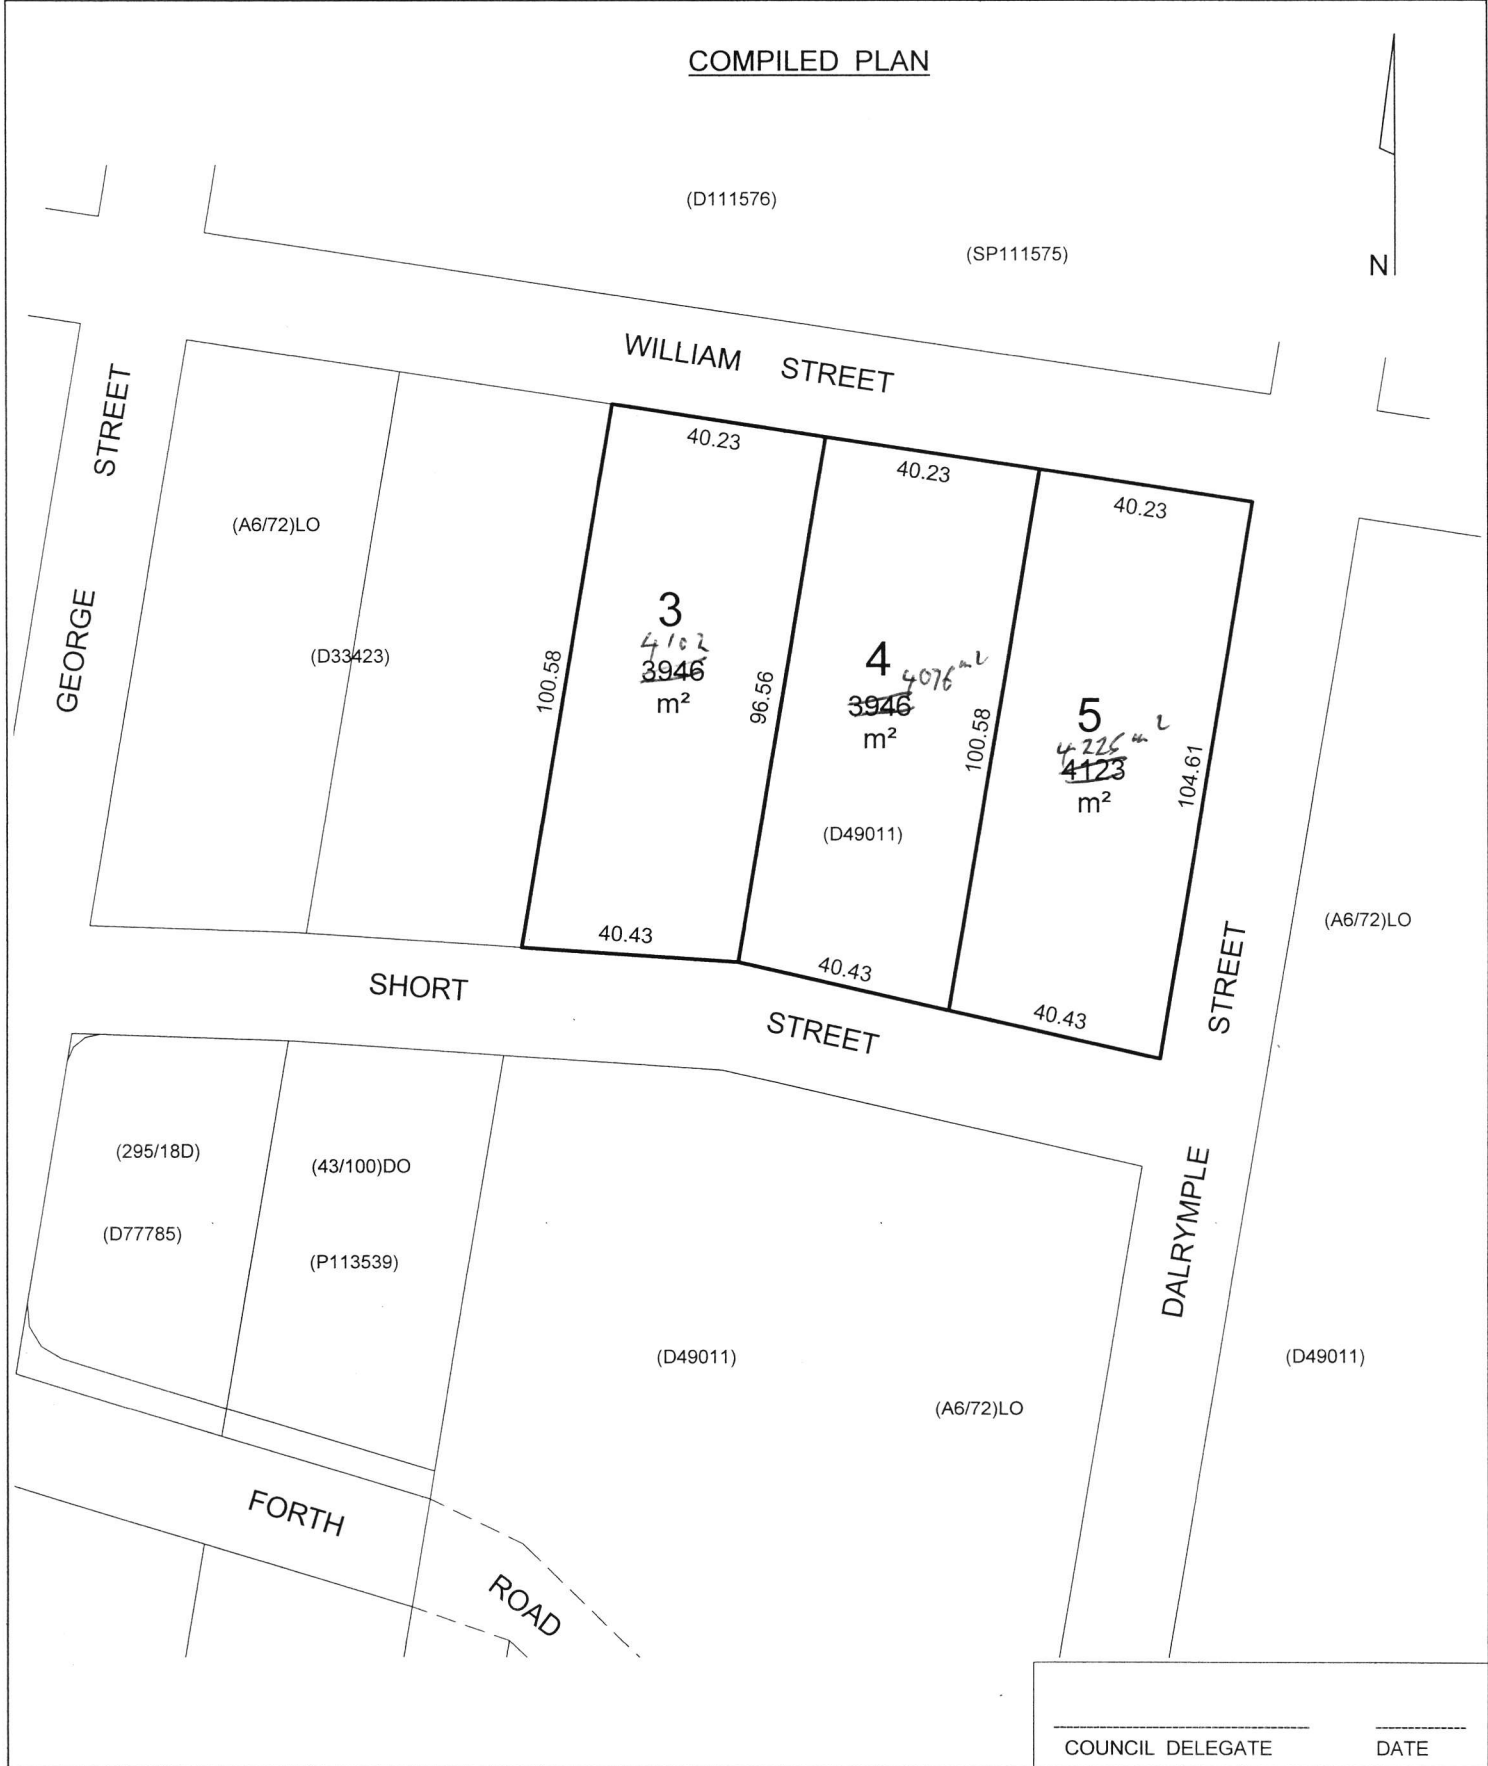 COMPILED PLAN
(D111576)
(SP111575)
N
WILLIAM STREET
GEORGE STREET
40.23
40.23
40.23
(A6/72)LO
(D33423)
100.58
3
4102
3946
m²
96.56
4
4076 m²
3946
m²
100.58
5
4123
m²
104.61
(D49011)
(A6/72)LO
40.43
40.43
40.43
SHORT STREET
DALRYMPLE STREET
(295/18D)
(43/100)DO
(D77785)
(P113539)
(D49011)
(D49011)
(A6/72)LO
FORTH ROAD
COUNCIL DELEGATE
DATE